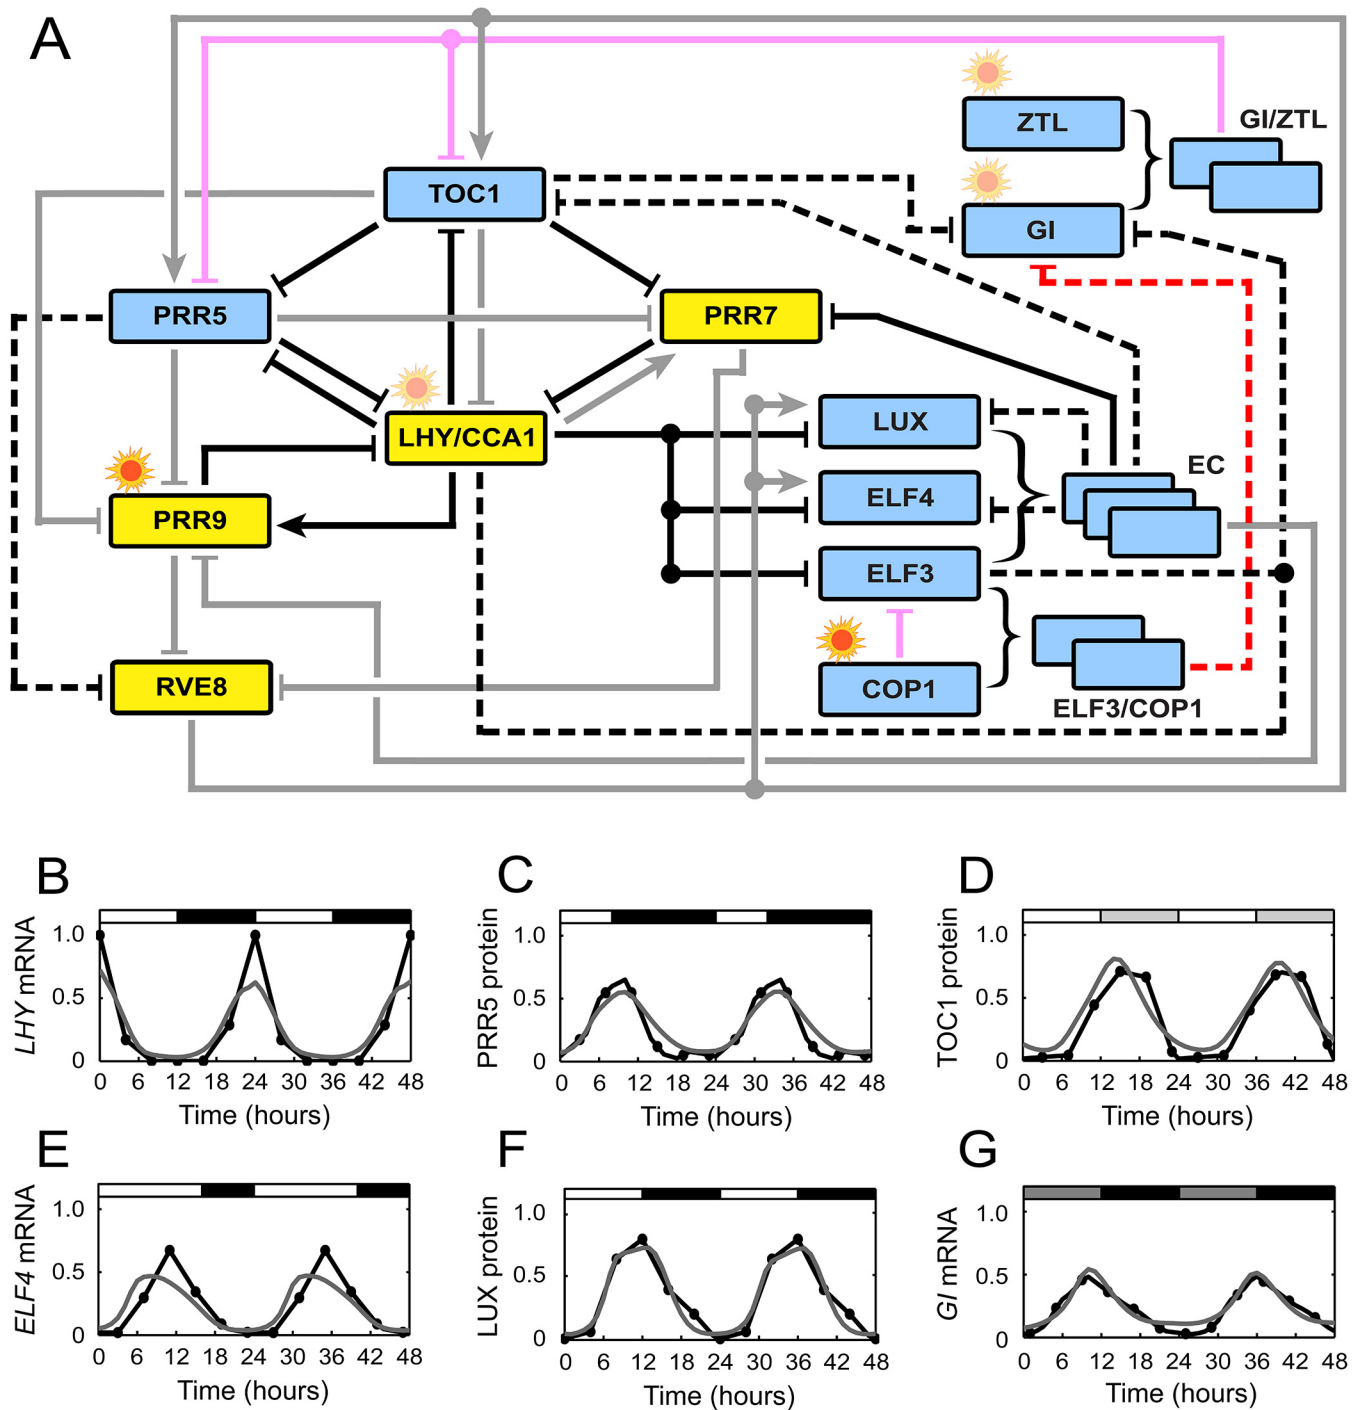 A
ZTL
GI/ZTL
TOC1
GI
PRR5
PRR7
LUX
LHY/CCA1
EC
ELF4
PRR9
ELF3
RVE8
COP1
ELF3/COP1
B
LHY mRNA
1.0
0.5
0
0 6 12 18 24 30 36 42 48
Time (hours)
C
PRR5 protein
1.0
0.5
0
0 6 12 18 24 30 36 42 48
Time (hours)
D
TOC1 protein
1.0
0.5
0
0 6 12 18 24 30 36 42 48
Time (hours)
E
ELF4 mRNA
1.0
0.5
0
0 6 12 18 24 30 36 42 48
Time (hours)
F
LUX protein
1.0
0.5
0
0 6 12 18 24 30 36 42 48
Time (hours)
G
GI mRNA
1.0
0.5
0
0 6 12 18 24 30 36 42 48
Time (hours)